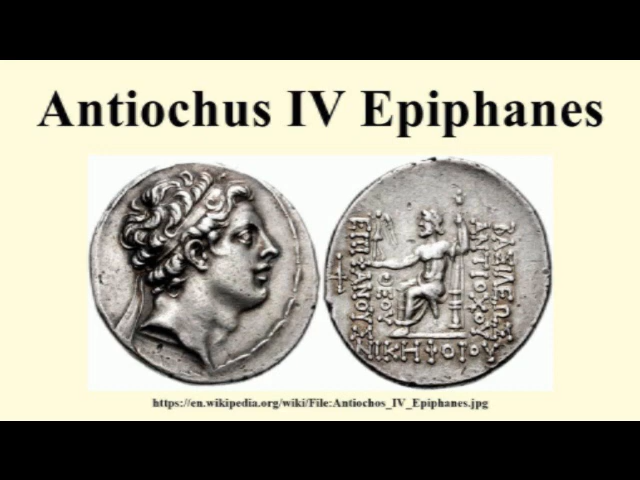 Antiochus IV Epiphanes
ΒΑΣΙΛΕΩΣ
ΑΝΤΙΟΧΟΥ
ΘΕΟΥ
ΕΠΙΦΑΝΟΥΣ
ΝΙΚΗΦΟΡΟΥ
https://en.wikipedia.org/wiki/File:Antiochos_IV_Epiphanes.jpg